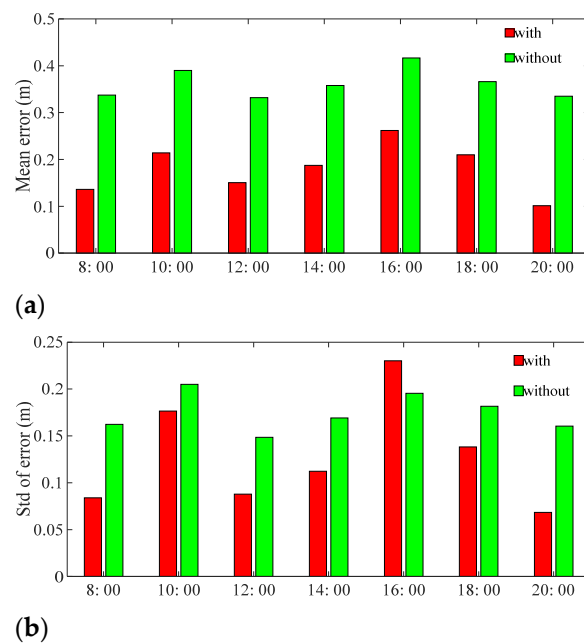 0.5
with
without
0.4
0.3
0.2
0.1
0
Mean error (m)
8: 00 10: 00 12: 00 14: 00 16: 00 18: 00 20: 00
(a)
0.25
with
without
0.2
0.15
0.1
0.05
0
Std of error (m)
8: 00 10: 00 12: 00 14: 00 16: 00 18: 00 20: 00
(b)